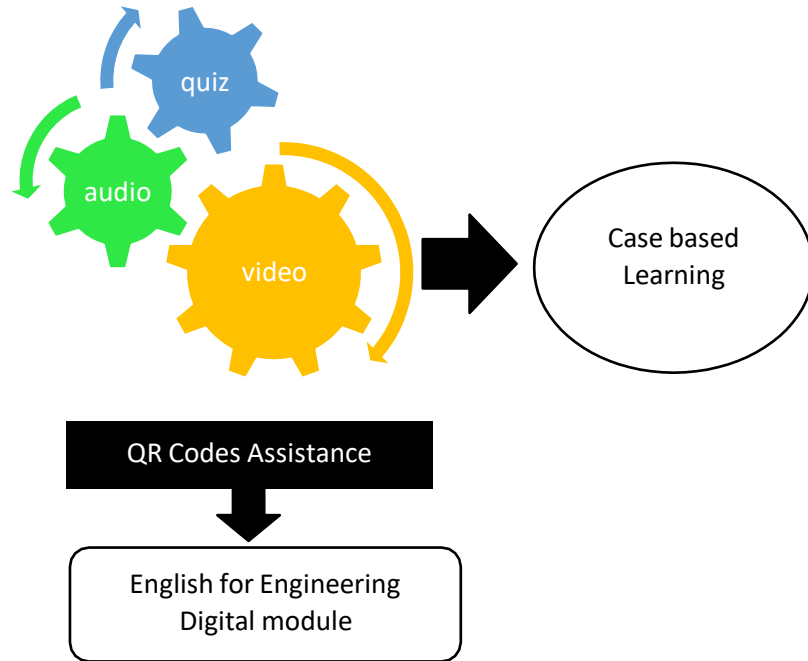 quiz
audio
video
Case based
Learning
QR Codes Assistance
English for Engineering
Digital module